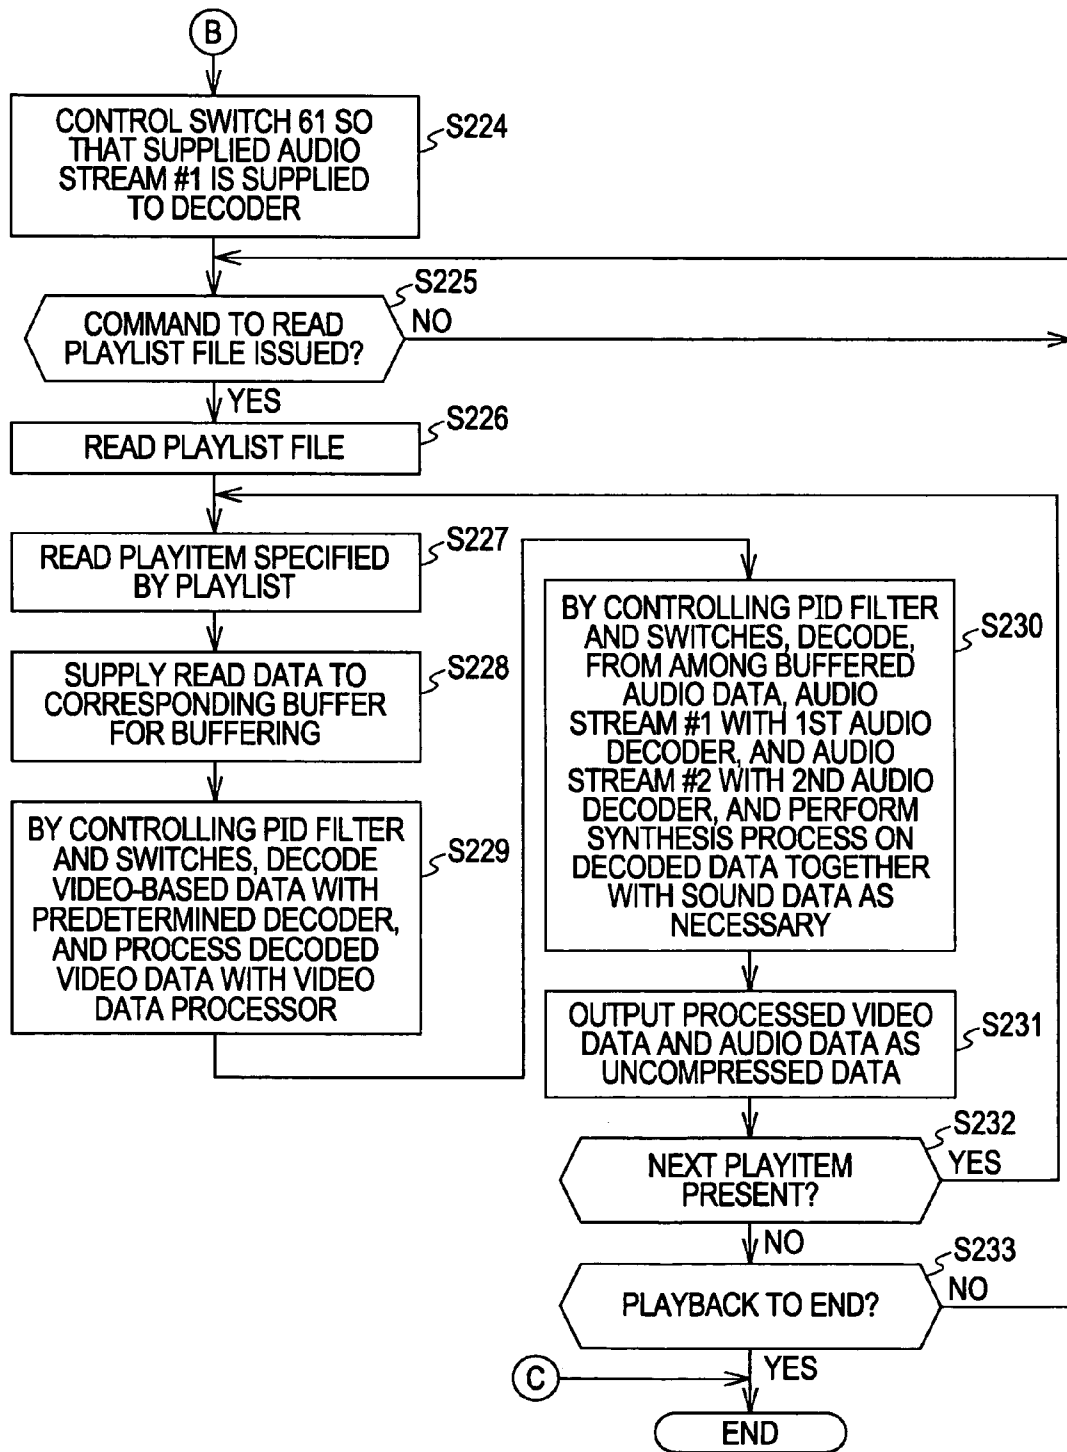 B
CONTROL SWITCH 61 SO
THAT SUPPLIED AUDIO
STREAM #1 IS SUPPLIED
TO DECODER
S224
S225
COMMAND TO READ
PLAYLIST FILE ISSUED?
NO
YES
READ PLAYLIST FILE
S226
READ PLAYITEM SPECIFIED
BY PLAYLIST
S227
SUPPLY READ DATA TO
CORRESPONDING BUFFER
FOR BUFFERING
S228
BY CONTROLLING PID FILTER
AND SWITCHES, DECODE
VIDEO-BASED DATA WITH
PREDETERMINED DECODER,
AND PROCESS DECODED
VIDEO DATA WITH VIDEO
DATA PROCESSOR
S229
BY CONTROLLING PID FILTER
AND SWITCHES, DECODE,
FROM AMONG BUFFERED
AUDIO DATA, AUDIO
STREAM #1 WITH 1ST AUDIO
DECODER, AND AUDIO
STREAM #2 WITH 2ND AUDIO
DECODER, AND PERFORM
SYNTHESIS PROCESS ON
DECODED DATA TOGETHER
WITH SOUND DATA AS
NECESSARY
S230
OUTPUT PROCESSED VIDEO
DATA AND AUDIO DATA AS
UNCOMPRESSED DATA
S231
S232
NEXT PLAYITEM
PRESENT?
YES
NO
S233
PLAYBACK TO END?
NO
YES
C
END